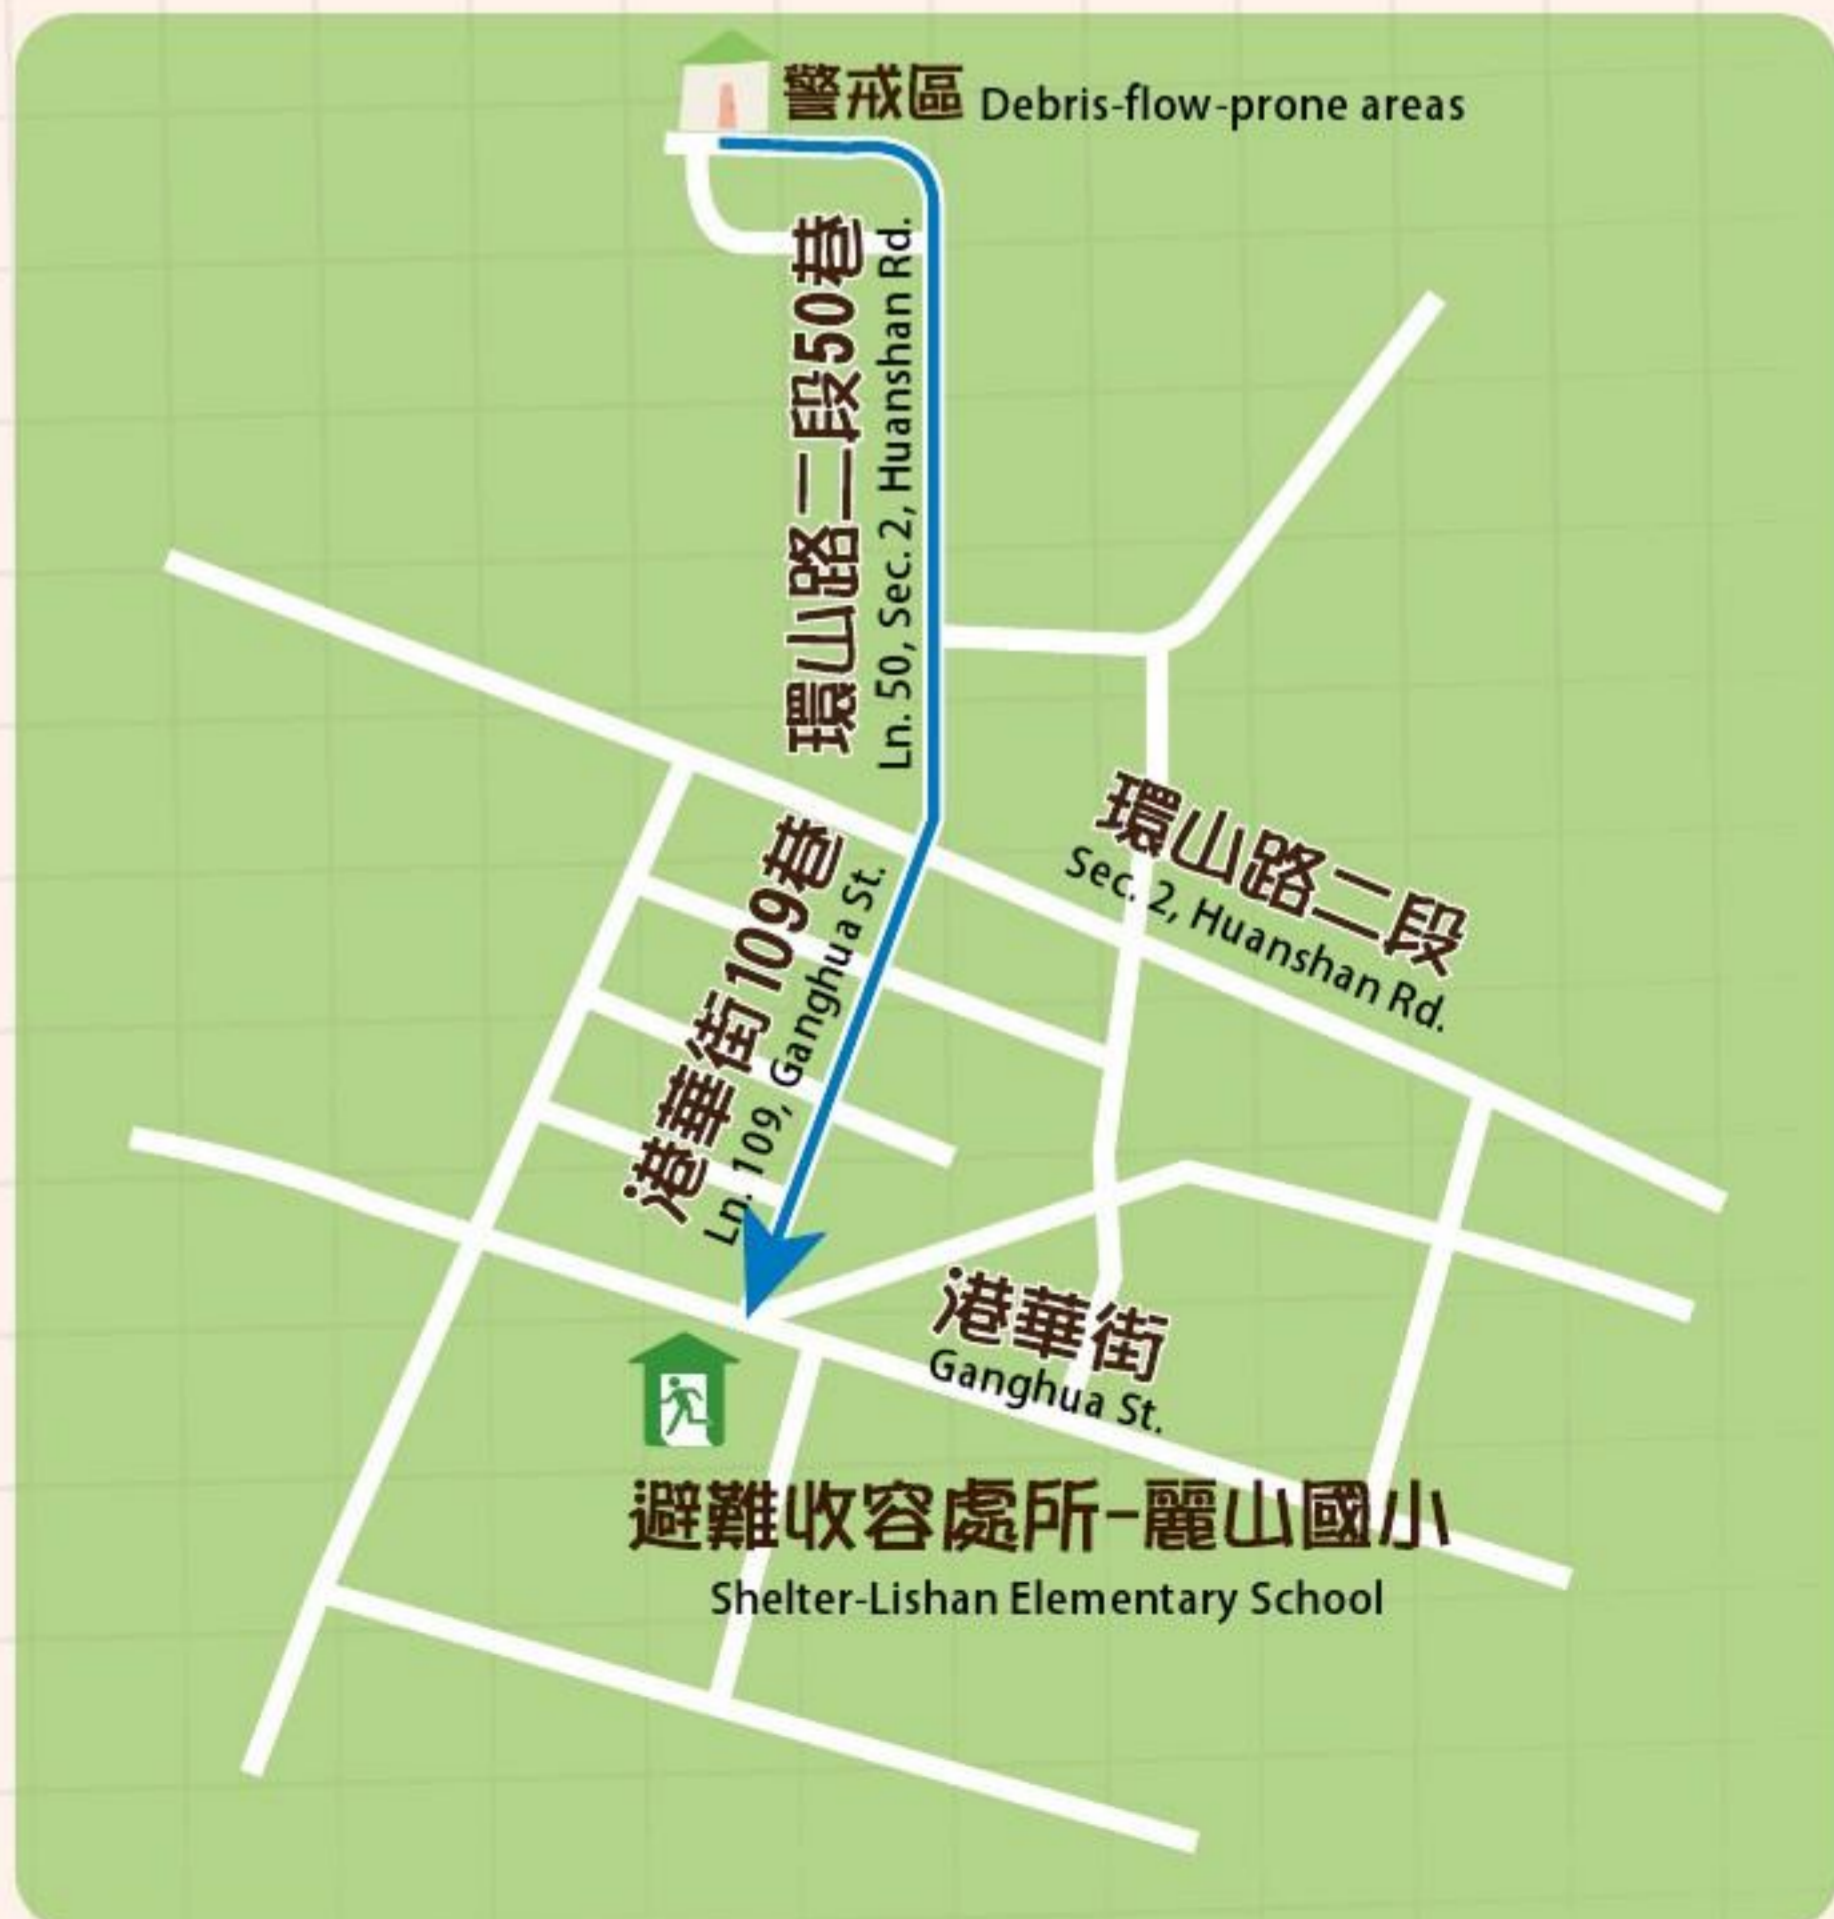 警戒區 Debris-flow-prone areas
環山路二段50巷
Ln. 50, Sec. 2, Huanshan Rd.
環山路二段
Sec. 2, Huanshan Rd.
港華街109巷
Ln. 109, Ganghua St.
港華街
Ganghua St.
避難收容處所-麗山國小
Shelter-Lishan Elementary School